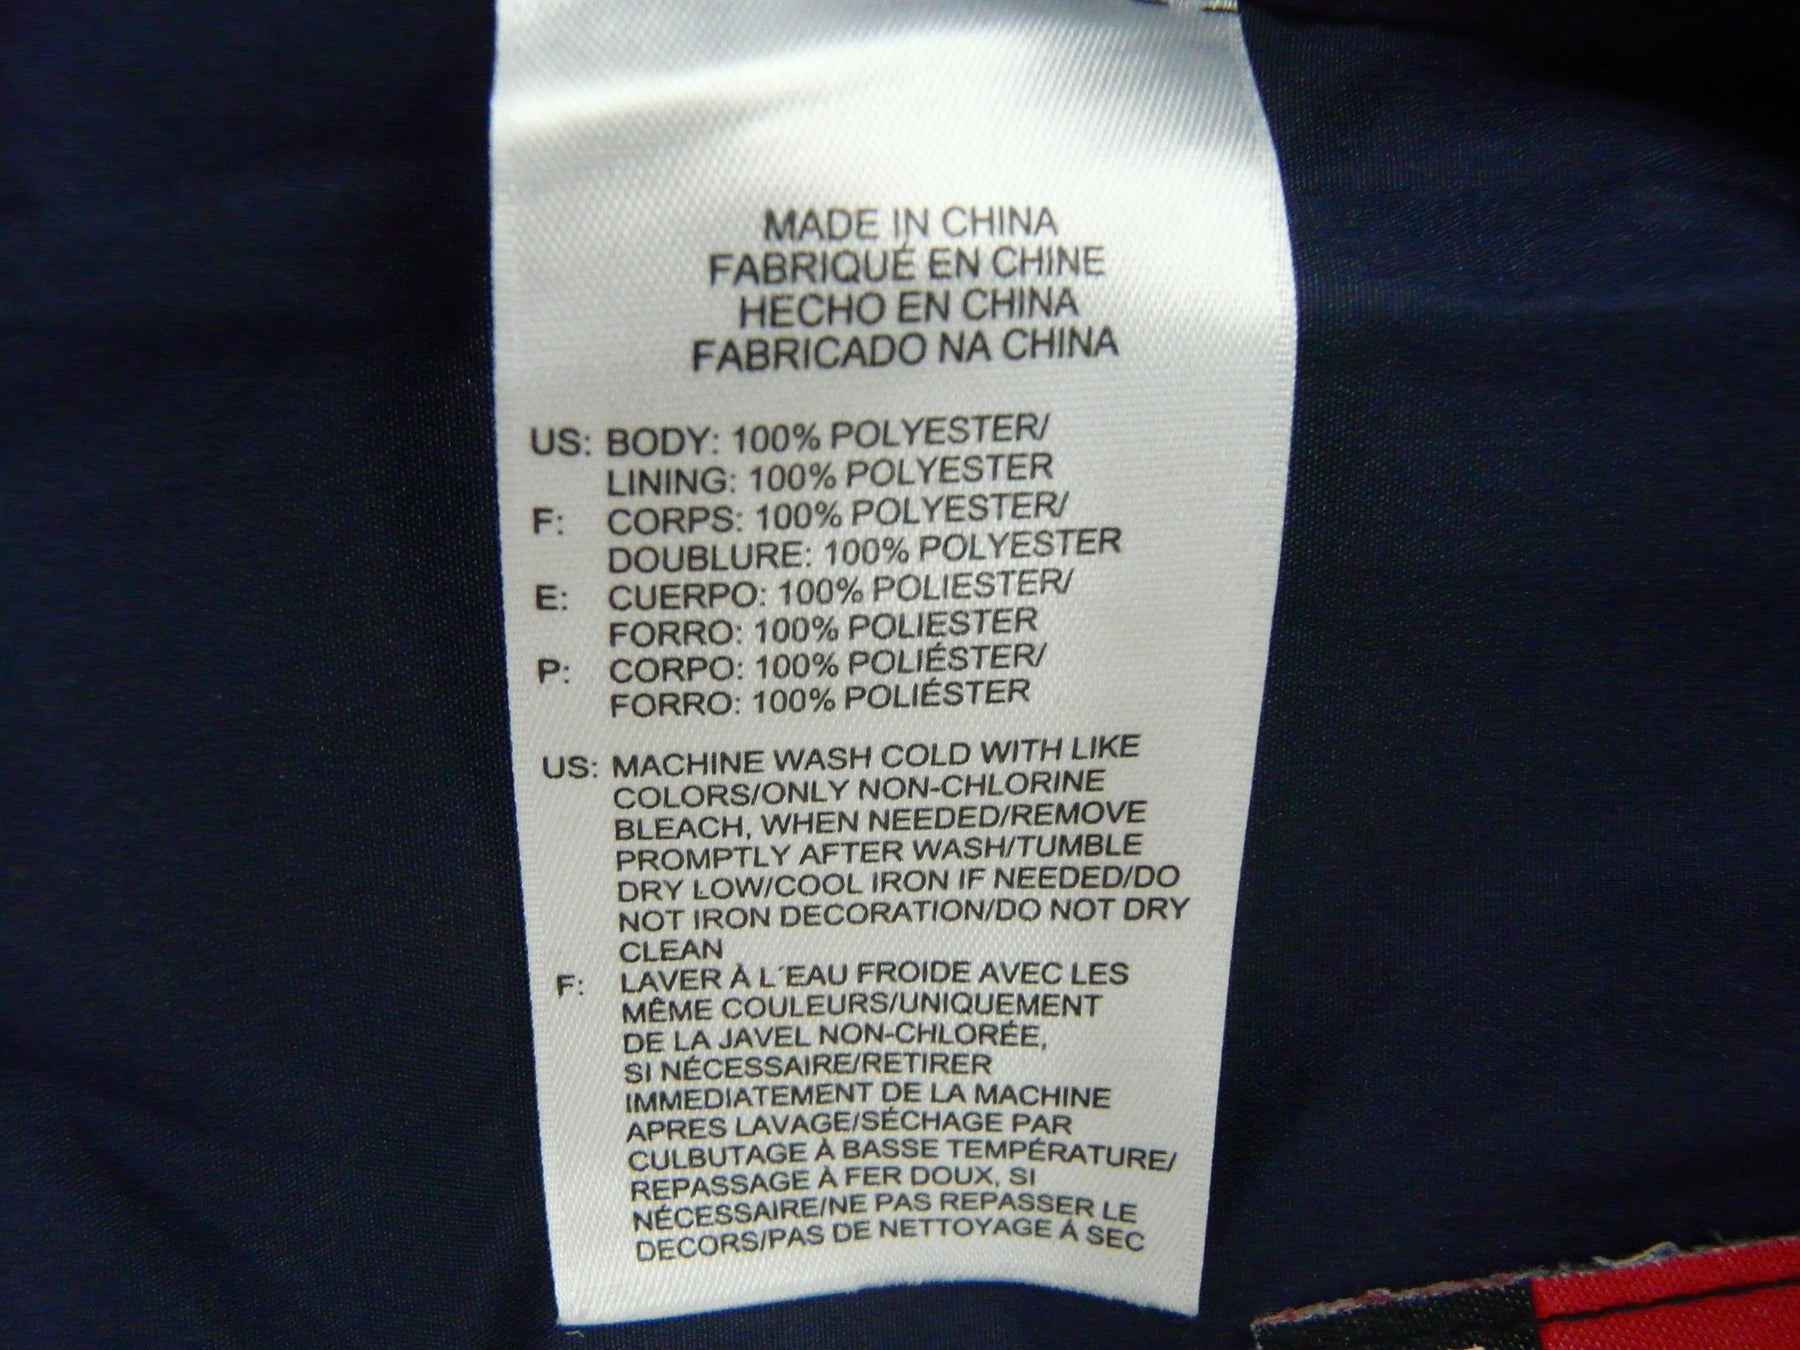 MADE IN CHINA
FABRIQUÉ EN CHINE
HECHO EN CHINA
FABRICADO NA CHINA
US: BODY: 100% POLYESTER/
LINING: 100% POLYESTER
F: CORPS: 100% POLYESTER/
DOUBLURE: 100% POLYESTER
E: CUERPO: 100% POLIESTER/
FORRO: 100% POLIESTER
P: CORPO: 100% POLIÉSTER/
FORRO: 100% POLIÉSTER
US: MACHINE WASH COLD WITH LIKE
COLORS/ONLY NON-CHLORINE
BLEACH, WHEN NEEDED/REMOVE
PROMPTLY AFTER WASH/TUMBLE
DRY LOW/COOL IRON IF NEEDED/DO
NOT IRON DECORATION/DO NOT DRY
CLEAN
F: LAVER À L´EAU FROIDE AVEC LES
MÊME COULEURS/UNIQUEMENT
DE LA JAVEL NON-CHLORÉE,
SI NÉCESSAIRE/RETIRER
IMMEDIATEMENT DE LA MACHINE
APRES LAVAGE/SÉCHAGE PAR
CULBUTAGE À BASSE TEMPÉRATURE/
REPASSAGE À FER DOUX, SI
NÉCESSAIRE/NE PAS REPASSER LE
DECORS/PAS DE NETTOYAGE Á SEC